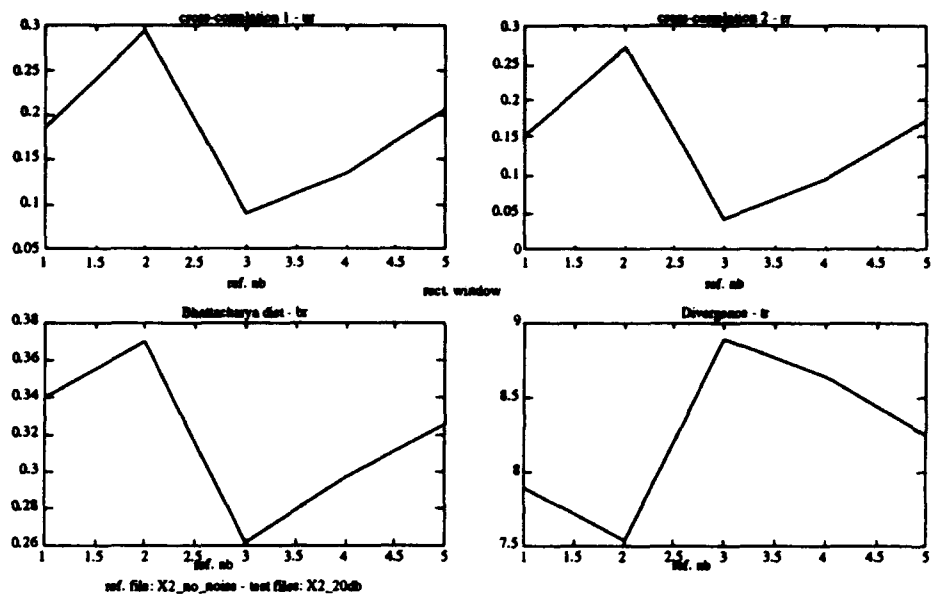 cross-correlation 1 - ur
0.3
0.25
0.2
0.15
0.1
0.05
1 1.5 2 2.5 3 3.5 4 4.5 5
ref. nb
cross-correlation 2 - rr
0.3
0.25
0.2
0.15
0.1
0.05
0
1 1.5 2 2.5 3 3.5 4 4.5 5
ref. nb
rect. window
Bhattacharya dist - br
0.38
0.36
0.34
0.32
0.3
0.28
0.26
1 1.5 2 2.5 3 3.5 4 4.5 5
ref. nb
Divergence - tr
9
8.5
8
7.5
1 1.5 2 2.5 3 3.5 4 4.5 5
ref. nb
ref. file: X2_no_noise - test files: X2_20db